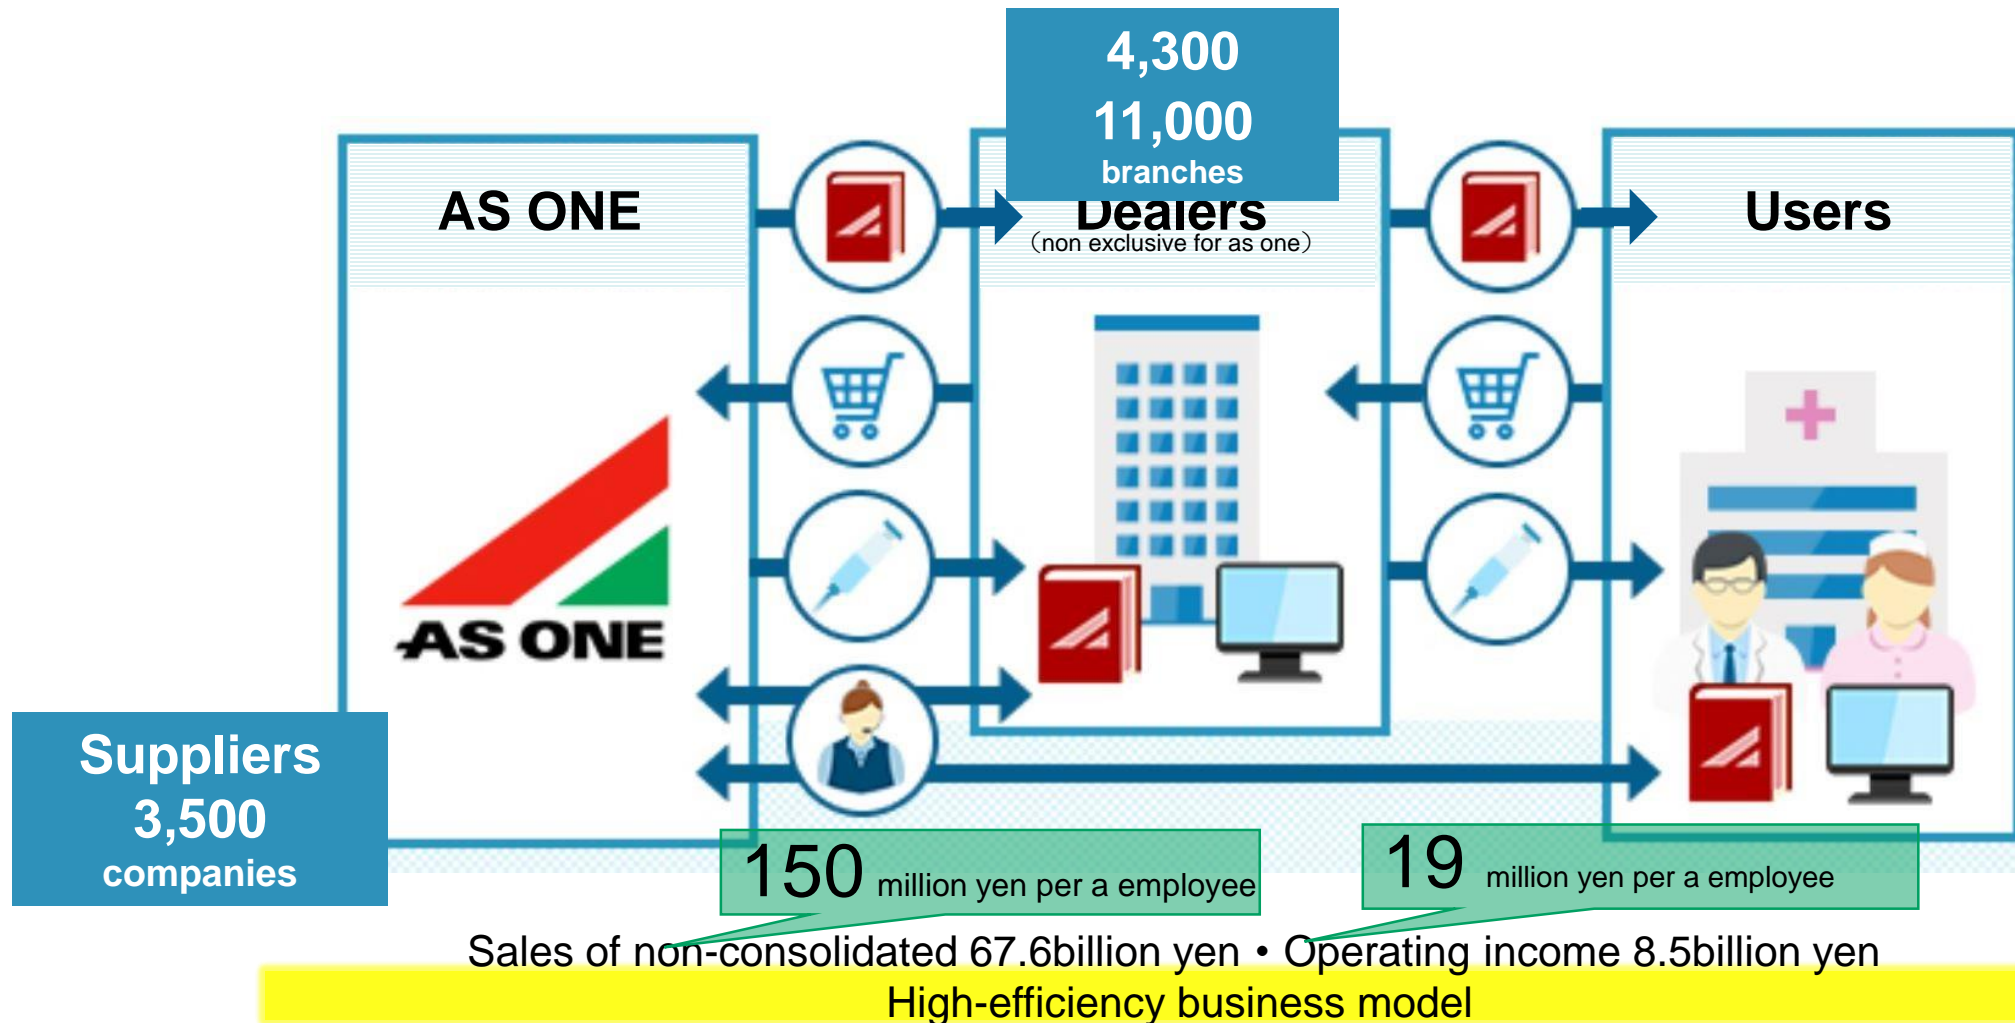 4,300
11,000
branches
AS ONE
Dealers
（non exclusive for as one）
Users
AS ONE
Suppliers
3,500
companies
150 million yen per a employee
19 million yen per a employee
Sales of non-consolidated 67.6billion yen・Operating income 8.5billion yen
High-efficiency business model